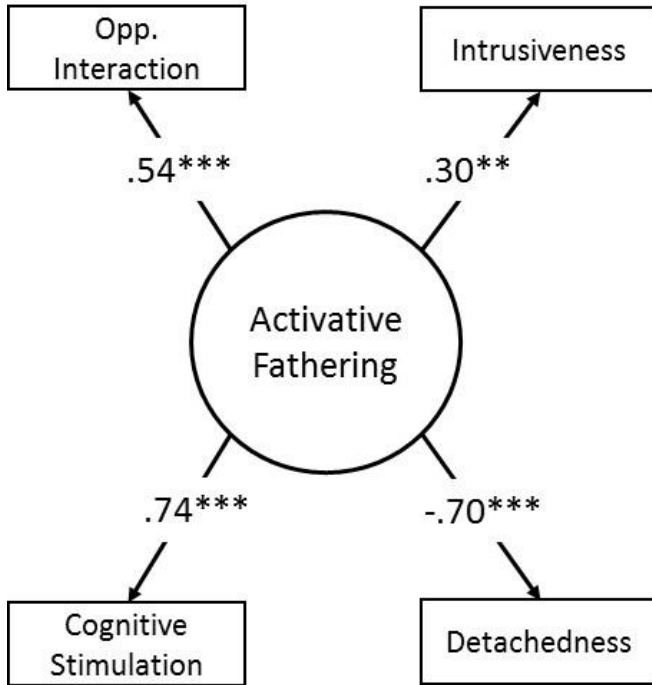 Opp.
Interaction
Intrusiveness
.54***
.30**
Activative
Fathering
.74***
-.70***
Cognitive
Stimulation
Detachedness